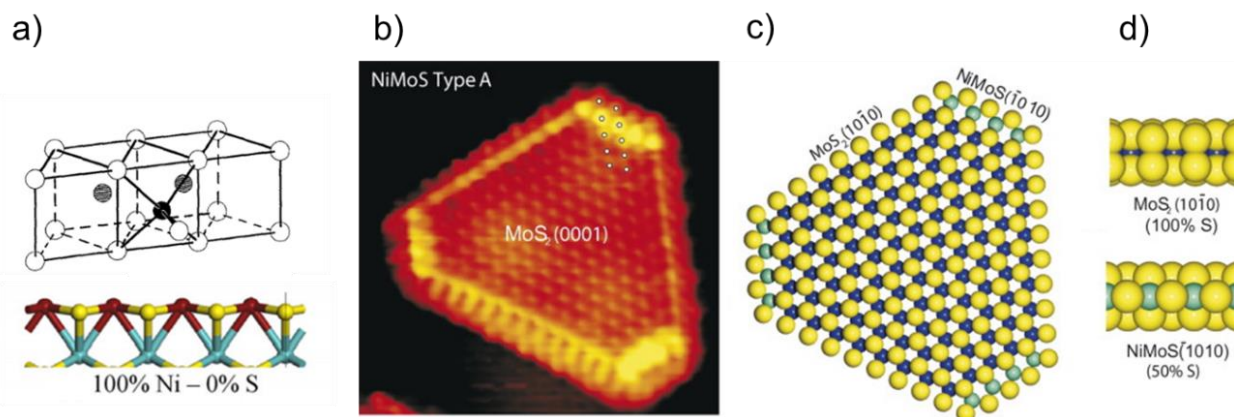 a)
b)
c)
d)
100% Ni – 0% S
NiMoS Type A
MoS₂(0001)
MoS₂(101̄0)
NiMoS(1̄010)
MoS₂(101̄0)
(100% S)
NiMoS(1̄010)
(50% S)